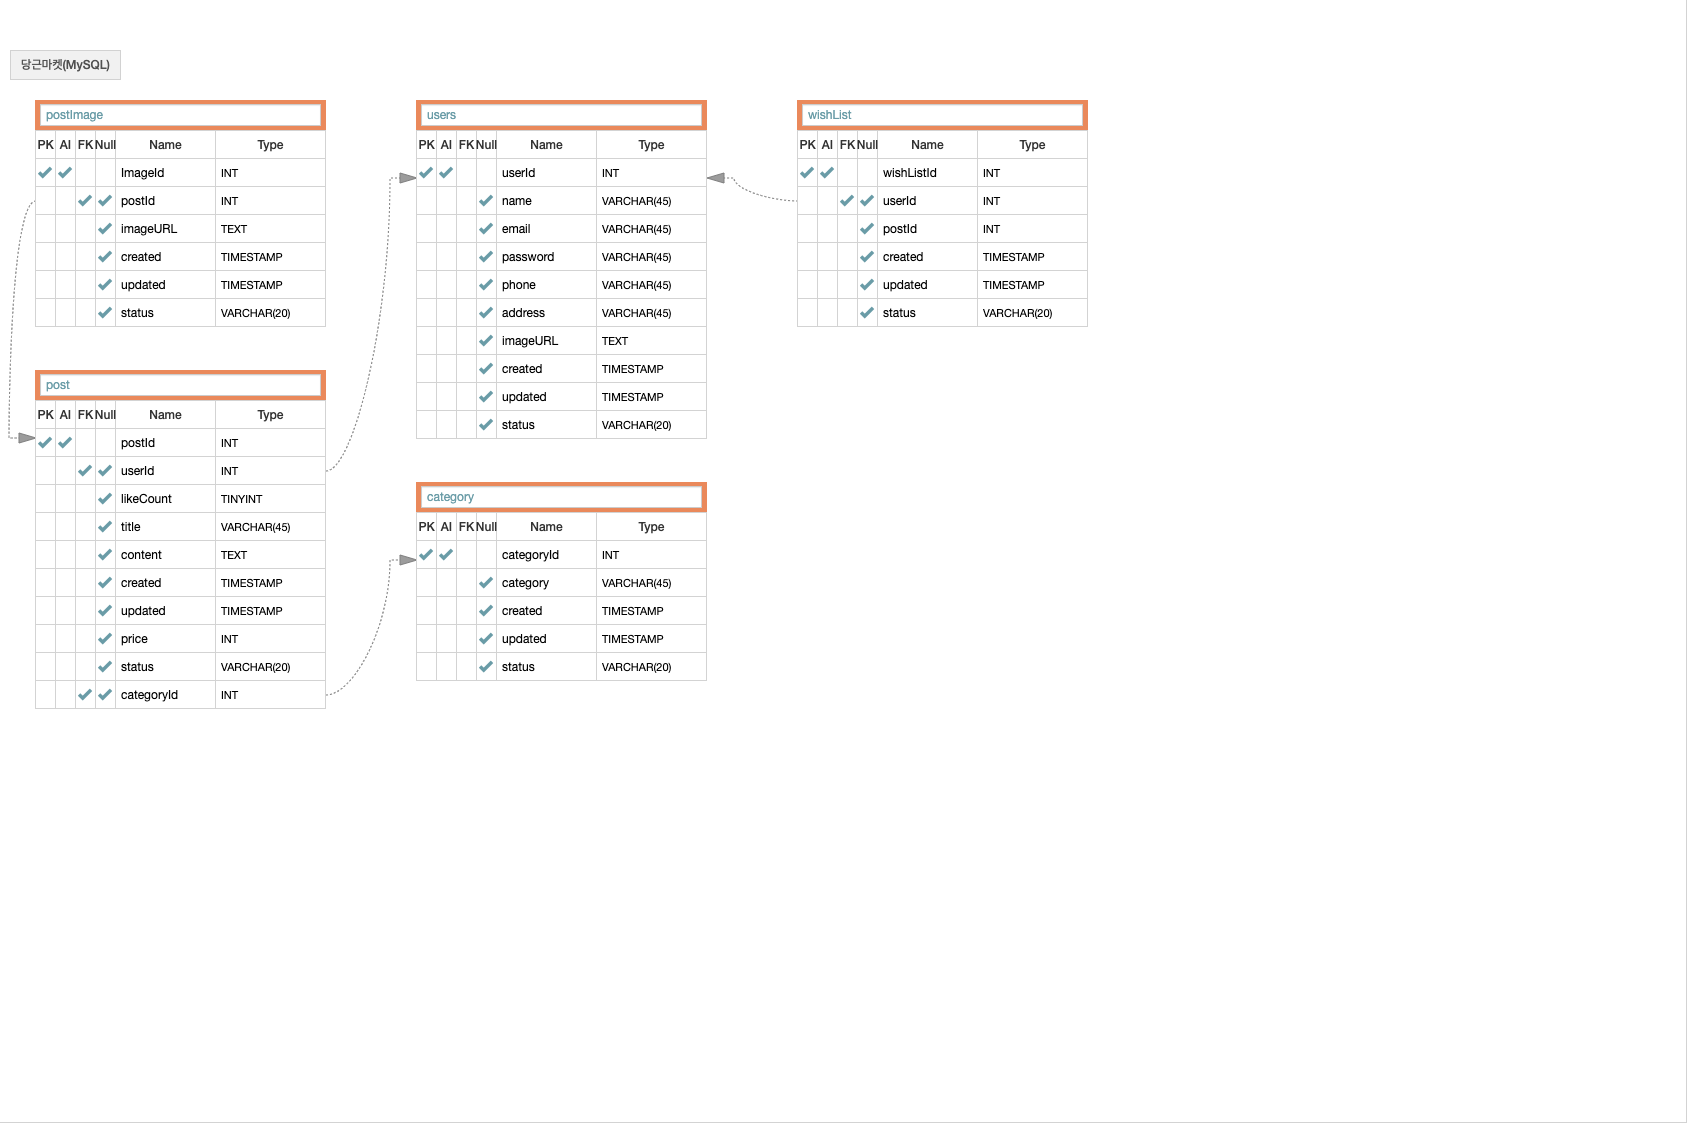 당근마켓(MySQL)
postImage
PK AI FK Null Name Type
ImageId INT
postId INT
imageURL TEXT
created TIMESTAMP
updated TIMESTAMP
status VARCHAR(20)
post
PK AI FK Null Name Type
postId INT
userId INT
likeCount TINYINT
title VARCHAR(45)
content TEXT
created TIMESTAMP
updated TIMESTAMP
price INT
status VARCHAR(20)
categoryId INT
users
PK AI FK Null Name Type
userId INT
name VARCHAR(45)
email VARCHAR(45)
password VARCHAR(45)
phone VARCHAR(45)
address VARCHAR(45)
imageURL TEXT
created TIMESTAMP
updated TIMESTAMP
status VARCHAR(20)
category
PK AI FK Null Name Type
categoryId INT
category VARCHAR(45)
created TIMESTAMP
updated TIMESTAMP
status VARCHAR(20)
wishList
PK AI FK Null Name Type
wishListId INT
userId INT
postId INT
created TIMESTAMP
updated TIMESTAMP
status VARCHAR(20)